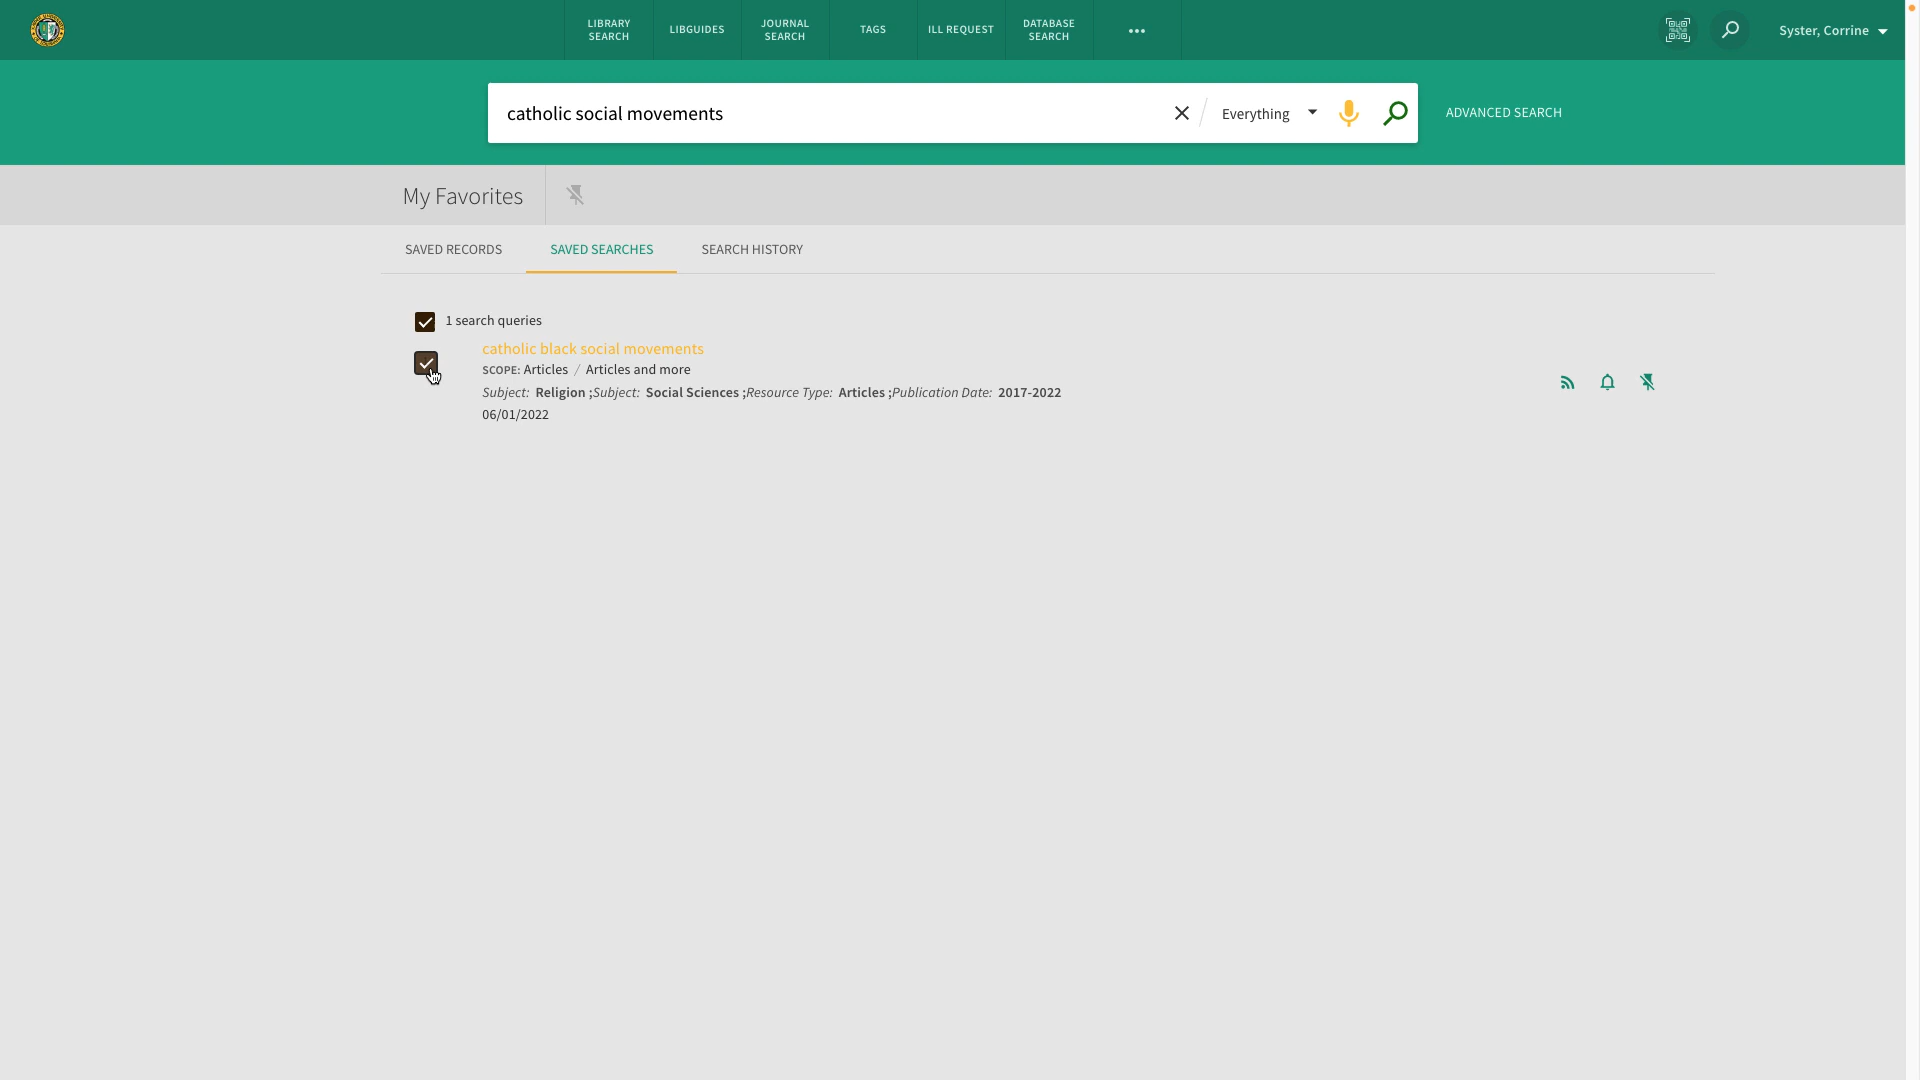 LIBRARY SEARCH
LIBGUIDES
JOURNAL SEARCH
TAGS
ILL REQUEST
DATABASE SEARCH
Syster, Corrine
catholic social movements
Everything
ADVANCED SEARCH
My Favorites
SAVED RECORDS
SAVED SEARCHES
SEARCH HISTORY
1 search queries
catholic black social movements
SCOPE: Articles / Articles and more
Subject: Religion ;Subject: Social Sciences ;Resource Type: Articles ;Publication Date: 2017-2022
06/01/2022